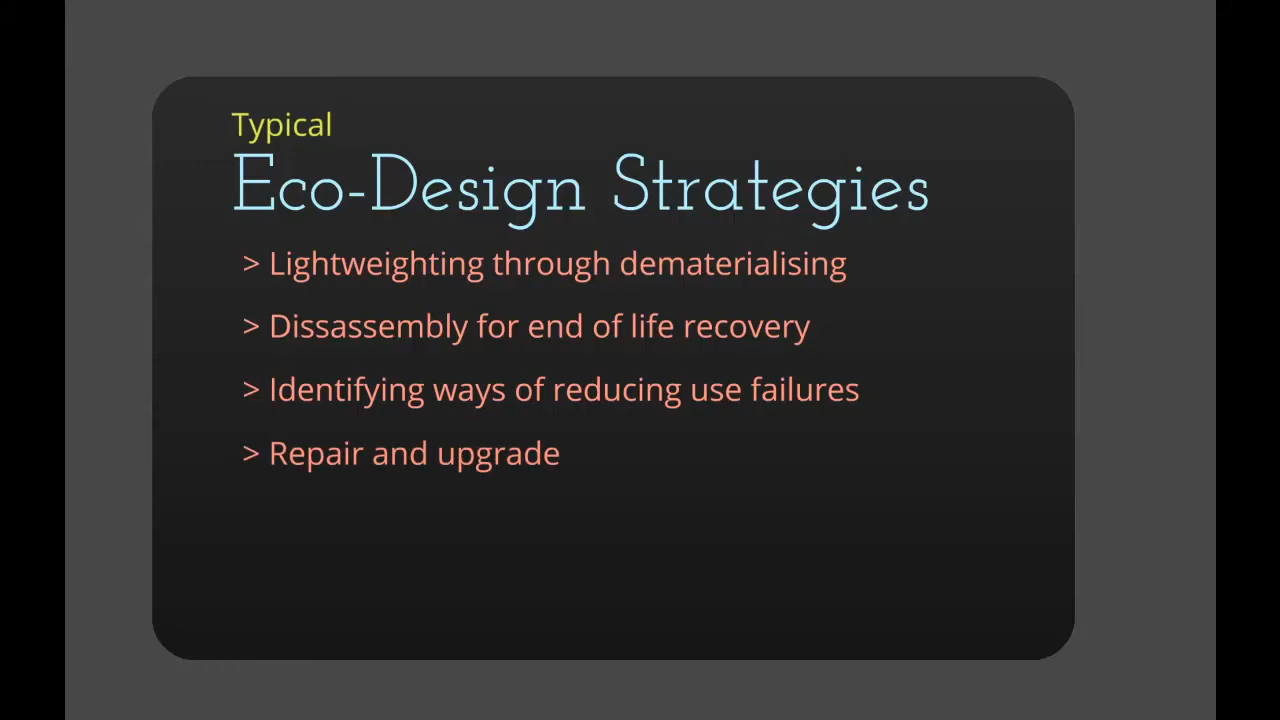 Typical
Eco-Design Strategies
> Lightweighting through dematerialising
> Dissassembly for end of life recovery
> Identifying ways of reducing use failures
> Repair and upgrade